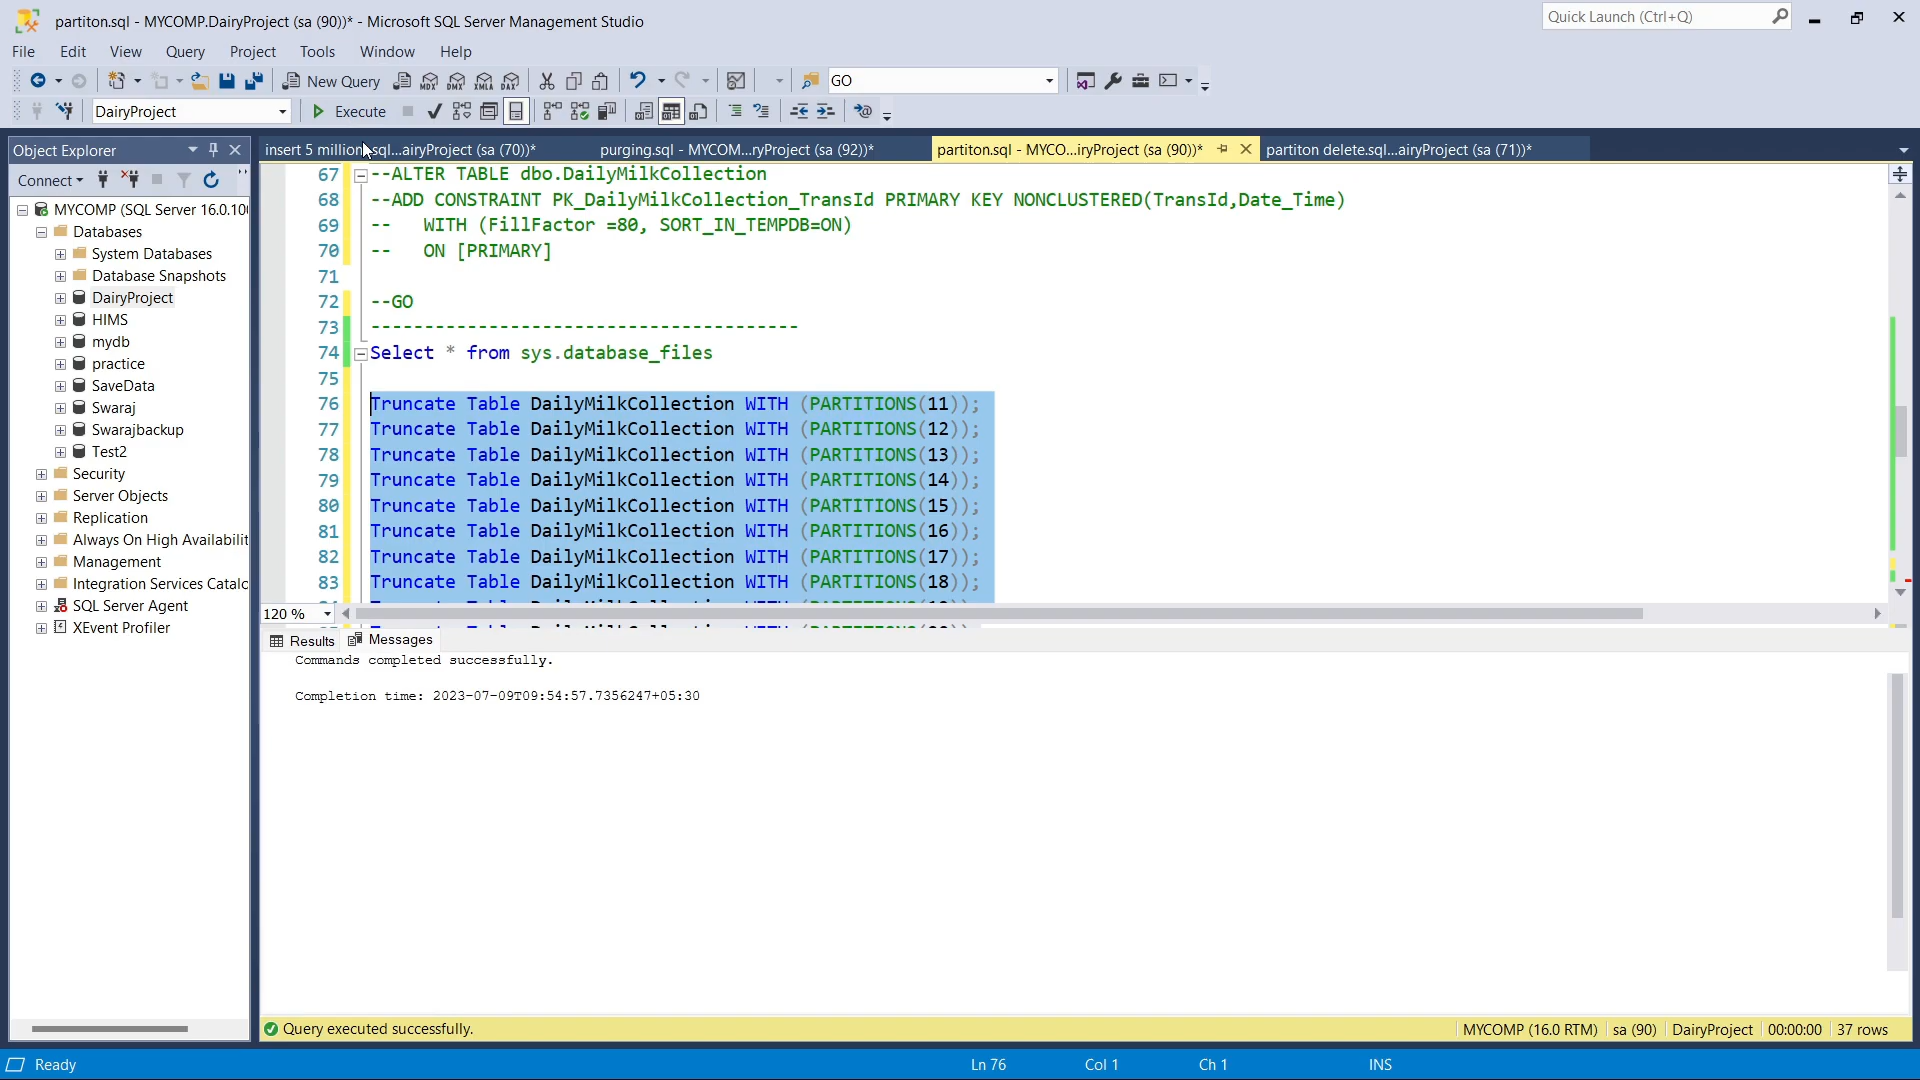 partiton.sql - MYCOMP.DairyProject (sa (90))* - Microsoft SQL Server Management Studio
Quick Launch (Ctrl+Q)
File Edit View Query Project Tools Window Help
New Query
GO
DairyProject
Execute
Object Explorer
insert 5 million sql...airyProject (sa (70))*
purging.sql - MYCOM...ryProject (sa (92))*
partiton.sql - MYCO...iryProject (sa (90))*
partiton delete.sql...airyProject (sa (71))*
Connect
MYCOMP (SQL Server 16.0.10
Databases
System Databases
Database Snapshots
DairyProject
HIMS
mydb
practice
SaveData
Swaraj
Swarajbackup
Test2
Security
Server Objects
Replication
Always On High Availabilit
Management
Integration Services Catalo
SQL Server Agent
XEvent Profiler
67 --ALTER TABLE dbo.DailyMilkCollection
68 --ADD CONSTRAINT PK_DailyMilkCollection_TransId PRIMARY KEY NONCLUSTERED(TransId,Date_Time)
69 -- WITH (FillFactor =80, SORT_IN_TEMPDB=ON)
70 -- ON [PRIMARY]
71
72 --GO
73 ----------------------------------------
74 Select * from sys.database_files
75
76 Truncate Table DailyMilkCollection WITH (PARTITIONS(11));
77 Truncate Table DailyMilkCollection WITH (PARTITIONS(12));
78 Truncate Table DailyMilkCollection WITH (PARTITIONS(13));
79 Truncate Table DailyMilkCollection WITH (PARTITIONS(14));
80 Truncate Table DailyMilkCollection WITH (PARTITIONS(15));
81 Truncate Table DailyMilkCollection WITH (PARTITIONS(16));
82 Truncate Table DailyMilkCollection WITH (PARTITIONS(17));
83 Truncate Table DailyMilkCollection WITH (PARTITIONS(18));
120 %
Results Messages
Commands completed successfully.
Completion time: 2023-07-09T09:54:57.7356247+05:30
Query executed successfully.
MYCOMP (16.0 RTM) sa (90) DairyProject 00:00:00 37 rows
Ready
Ln 76 Col 1 Ch 1 INS